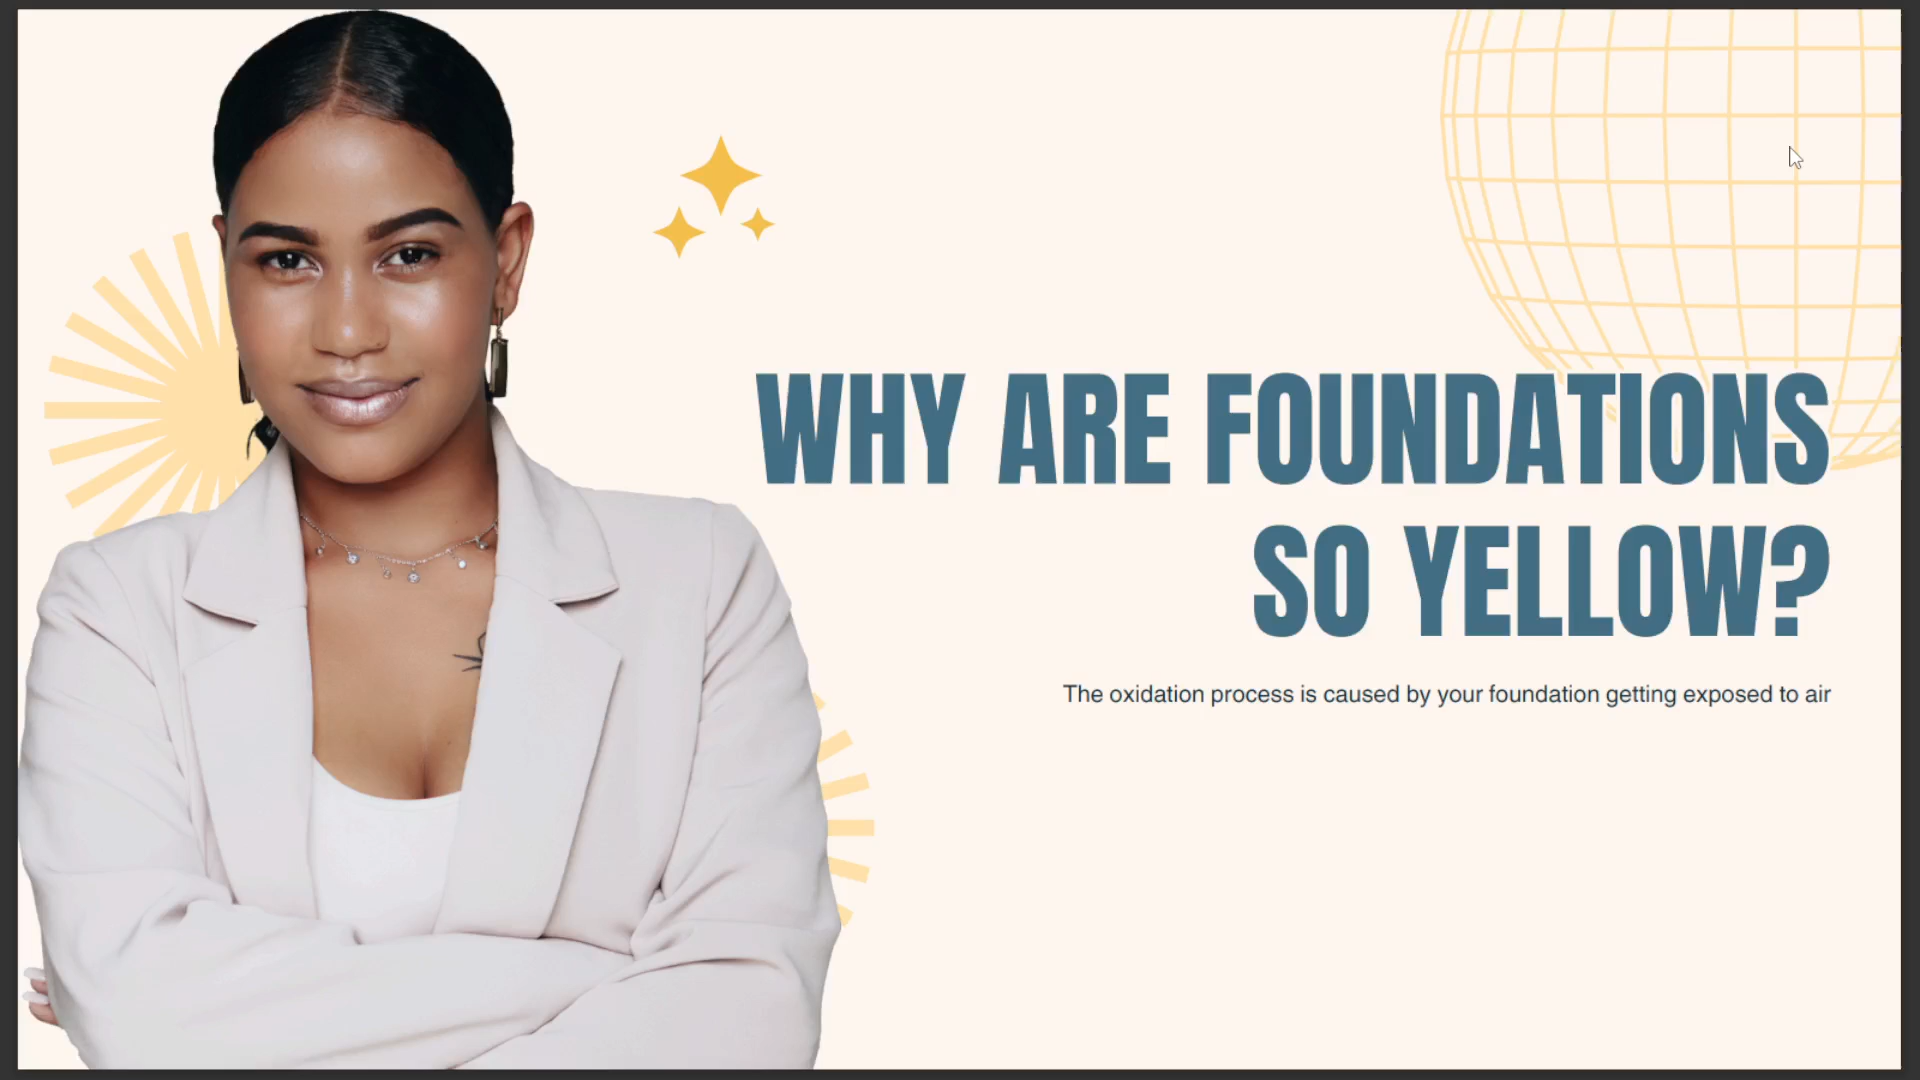 WHY ARE FOUNDATIONS
SO YELLOW?
The oxidation process is caused by your foundation getting exposed to air